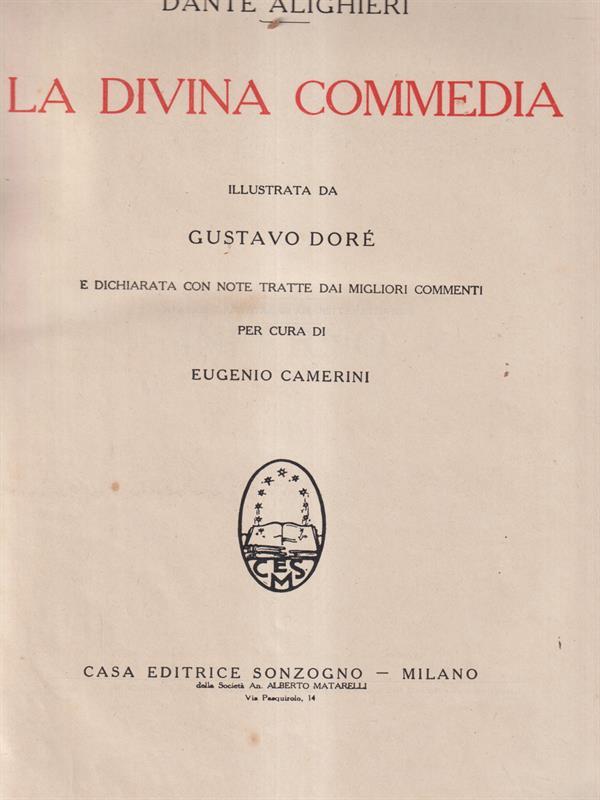 DANTE ALIGHIERI
LA DIVINA COMMEDIA
ILLUSTRATA DA
GUSTAVO DORÉ
E DICHIARATA CON NOTE TRATTE DAI MIGLIORI COMMENTI
PER CURA DI
EUGENIO CAMERINI
CESM
CASA EDITRICE SONZOGNO — MILANO
della Società An. ALBERTO MATARELLI
Via Pasquirolo, 14